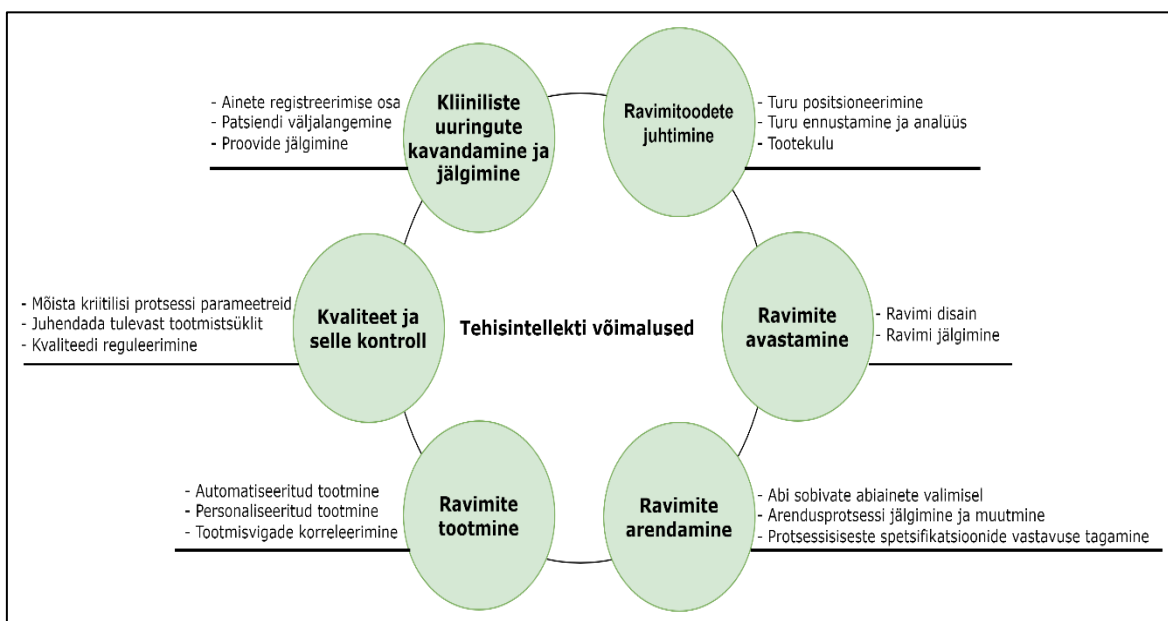 - Ainete registreerimise osa
- Patsiendi väljalangemine
- Proovide jälgimine
Kliiniliste
uuringute
kavandamine ja
jälgimine
Ravimitoodete
juhtimine
- Turu positsioneerimine
- Turu ennustamine ja analüüs
- Tootekulu
- Mõista kriitilisi protsessi parameetreid
- Juhendada tulevast tootmistsüklit
- Kvaliteedi reguleerimine
Kvaliteet ja
selle kontroll
Tehisintellekti võimalused
Ravimite
avastamine
- Ravimi disain
- Ravimi jälgimine
- Automatiseeritud tootmine
- Personaliseeritud tootmine
- Tootmisvigade korreleerimine
Ravimite
tootmine
Ravimite
arendamine
- Abi sobivate abiainete valimisel
- Arendusprotsessi jälgimine ja muutmine
- Protsessisiseste spetsifikatsioonide vastavuse tagamine